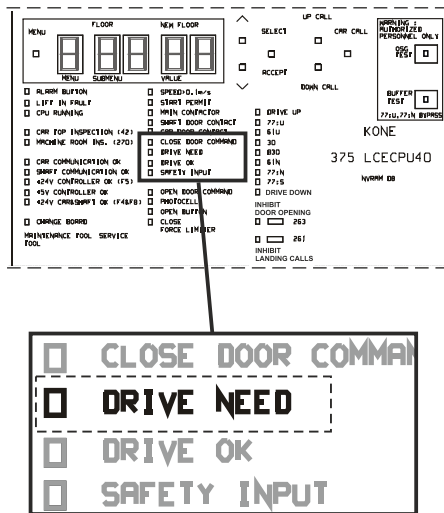 MENU
FLOOR
NEW FLOOR
MENU
SUBMENU
VALUE
UP CALL
SELECT
CAR CALL
ACCEPT
DOWN CALL
WARNING :
AUTHORIZED
PERSONNEL ONLY
OSG
TEST
BUFFER
TEST
77:U,77:N BYPASS
ALARM BUTTON
LIFT IN FAULT
CPU RUNNING
CAR TOP INSPECTION (42)
MACHINE ROOM INS. (270)
CAR COMMUNICATION OK
SHAFT COMMUNICATION OK
+24V CONTROLLER OK (F5)
+5V CONTROLLER OK
+24V CAR&SHAFT OK (F4&F8)
CHANGE BOARD
MAINTENANCE TOOL SERVICE
TOOL
SPEED>0.1m/s
START PERMIT
MAIN CONTACTOR
SHAFT DOOR CONTACT
CAR DOOR CONTACT
CLOSE DOOR COMMAND
DRIVE NEED
DRIVE OK
SAFETY INPUT
OPEN DOOR COMMAND
PHOTOCELL
OPEN BUTTON
CLOSE
FORCE LIMITER
DRIVE UP
77:U
61U
30
B30
61N
77:N
77:S
DRIVE DOWN
INHIBIT
DOOR OPENING
263
261
INHIBIT
LANDING CALLS
KONE
375 LCECPU40
NVRAM DB
CLOSE DOOR COMMAN
DRIVE NEED
DRIVE OK
SAFETY INPUT